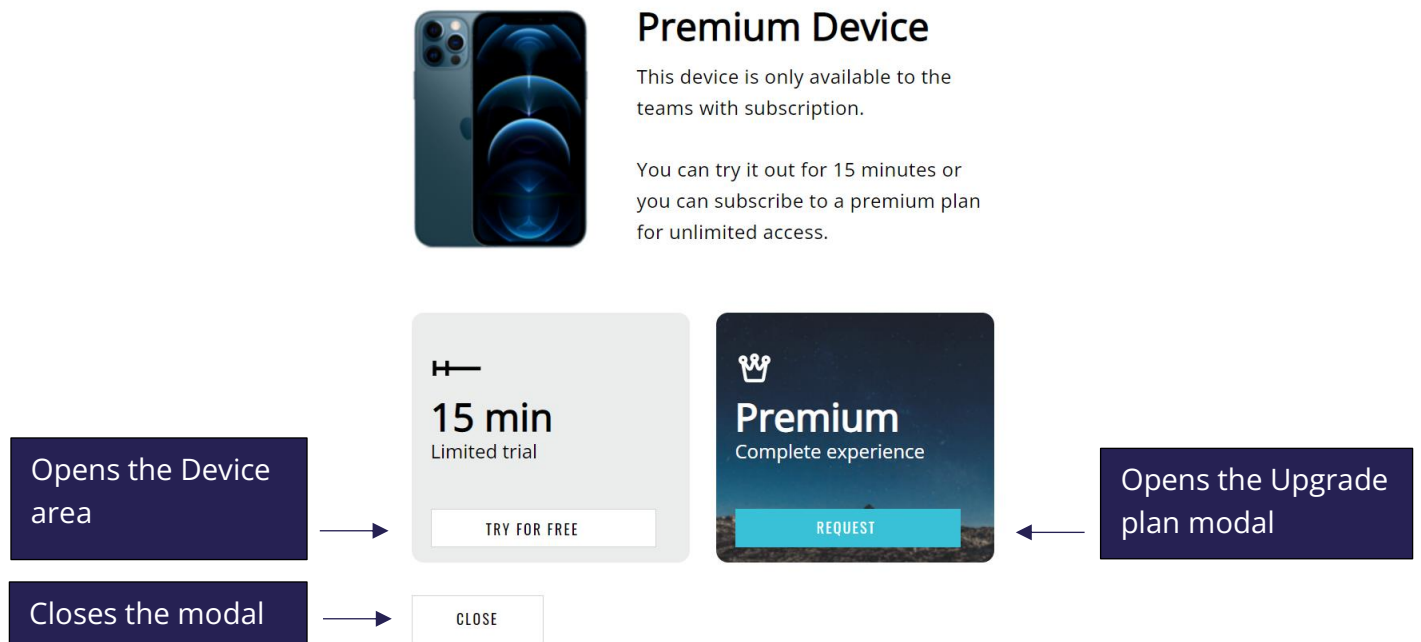 Premium Device
This device is only available to the
teams with subscription.
You can try it out for 15 minutes or
you can subscribe to a premium plan
for unlimited access.
15 min
Limited trial
TRY FOR FREE
Premium
Complete experience
REQUEST
Opens the Device
area
Opens the Upgrade
plan modal
Closes the modal
CLOSE